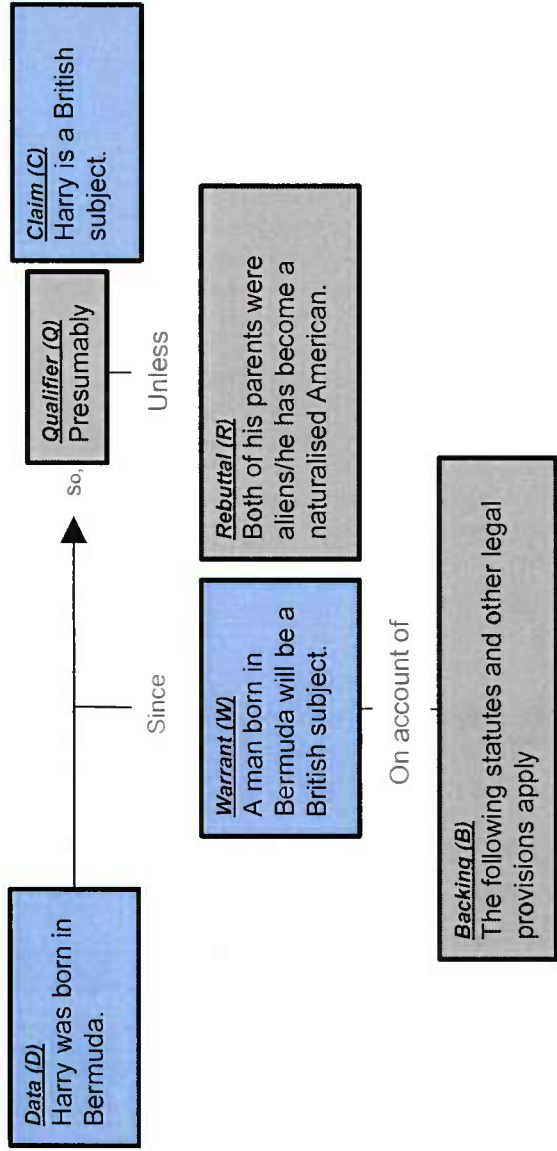 Data (D)
Harry was born in
Bermuda.
so,
Qualifier (Q)
Presumably
Claim (C)
Harry is a British
subject.
Since
Unless
Warrant (W)
A man born in
Bermuda will be a
British subject.
Rebuttal (R)
Both of his parents were
aliens/he has become a
naturalised American.
On account of
Backing (B)
The following statutes and other legal
provisions apply